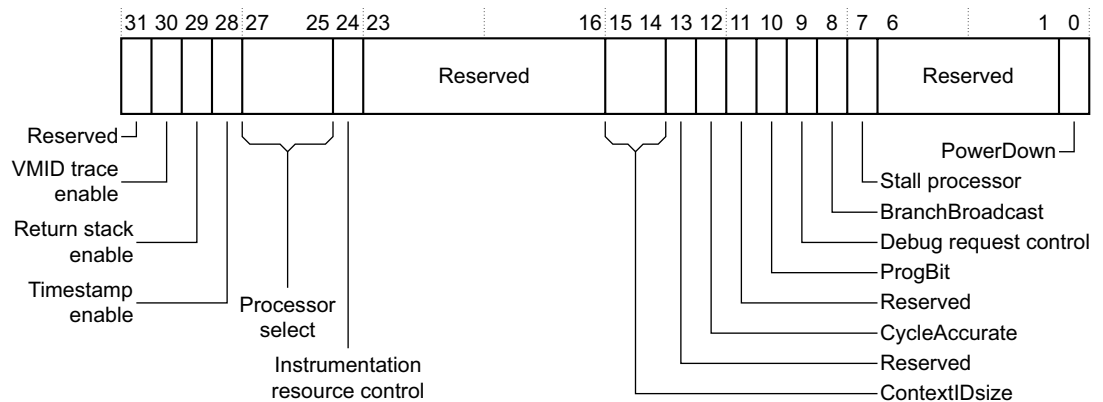 31 30 29 28 27 25 24 23 16 15 14 13 12 11 10 9 8 7 6 1 0
Reserved Reserved
Reserved
PowerDown
VMID trace
enable
Stall processor
BranchBroadcast
Return stack
enable
Debug request control
ProgBit
Timestamp
enable
Reserved
Processor
select
CycleAccurate
Instrumentation
resource control
Reserved
ContextIDsize